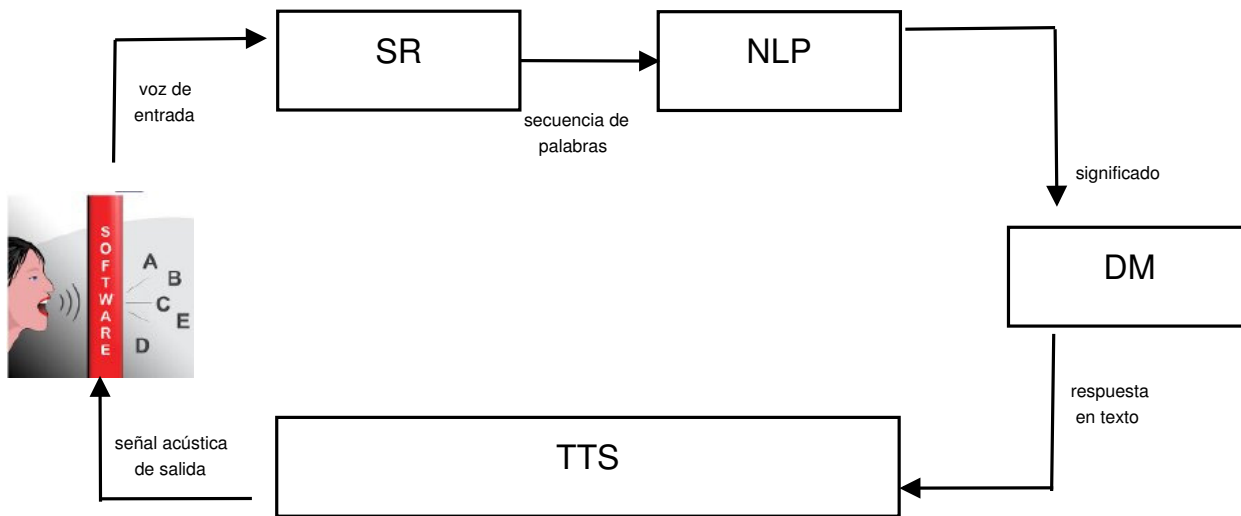 SR
NLP
voz de
entrada
secuencia de
palabras
significado
SOFTWARE
A
B
C
E
D
DM
respuesta
en texto
señal acústica
de salida
TTS